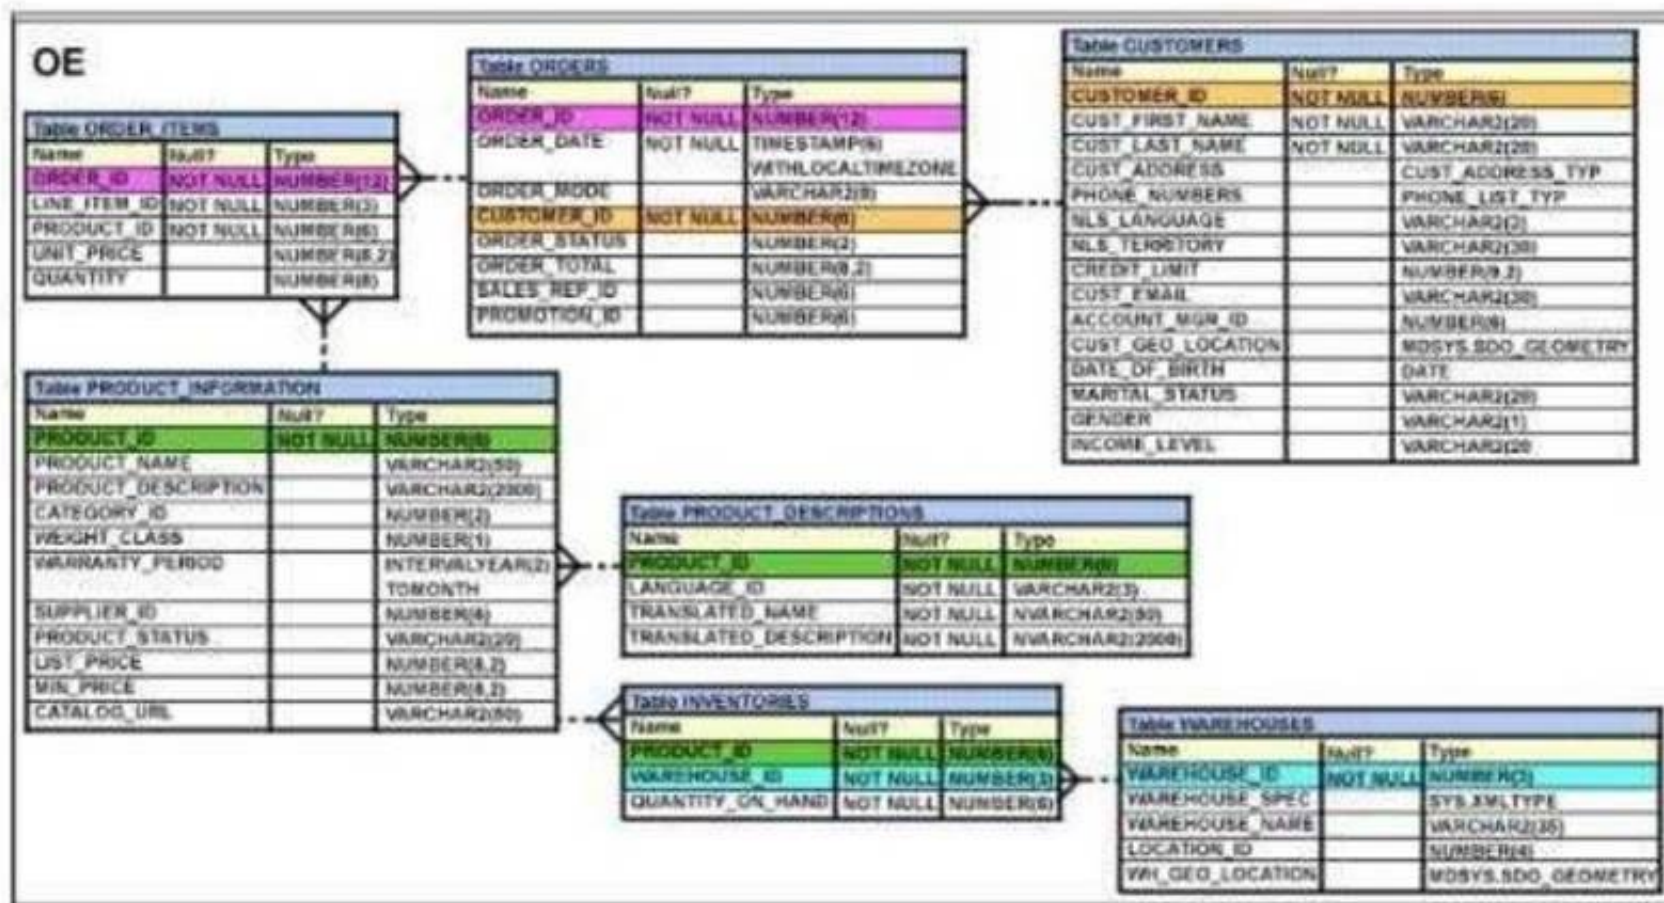 OE
Table ORDER_ITEMS
Name Null? Type
ORDER_ID NOT NULL NUMBER(12)
LINE_ITEM_ID NOT NULL NUMBER(3)
PRODUCT_ID NOT NULL NUMBER(6)
UNIT_PRICE NUMBER(8,2)
QUANTITY NUMBER(8)
Table ORDERS
Name Null? Type
ORDER_ID NOT NULL NUMBER(12)
ORDER_DATE NOT NULL TIMESTAMP(6)
WITHLOCALTIMEZONE
ORDER_MODE VARCHAR2(8)
CUSTOMER_ID NOT NULL NUMBER(6)
ORDER_STATUS NUMBER(2)
ORDER_TOTAL NUMBER(8,2)
SALES_REP_ID NUMBER(6)
PROMOTION_ID NUMBER(6)
Table CUSTOMERS
Name Null? Type
CUSTOMER_ID NOT NULL NUMBER(6)
CUST_FIRST_NAME NOT NULL VARCHAR2(20)
CUST_LAST_NAME NOT NULL VARCHAR2(20)
CUST_ADDRESS CUST_ADDRESS_TYP
PHONE_NUMBERS PHONE_LIST_TYP
NLS_LANGUAGE VARCHAR2(3)
NLS_TERRITORY VARCHAR2(30)
CREDIT_LIMIT NUMBER(9,2)
CUST_EMAIL VARCHAR2(30)
ACCOUNT_MGR_ID NUMBER(6)
CUST_GEO_LOCATION MDSYS.SDO_GEOMETRY
DATE_OF_BIRTH DATE
MARITAL_STATUS VARCHAR2(20)
GENDER VARCHAR2(1)
INCOME_LEVEL VARCHAR2(20
Table PRODUCT_INFORMATION
Name Null? Type
PRODUCT_ID NOT NULL NUMBER(6)
PRODUCT_NAME VARCHAR2(50)
PRODUCT_DESCRIPTION VARCHAR2(2000)
CATEGORY_ID NUMBER(2)
WEIGHT_CLASS NUMBER(1)
WARRANTY_PERIOD INTERVALYEAR(2)
TOMONTH
SUPPLIER_ID NUMBER(6)
PRODUCT_STATUS VARCHAR2(20)
LIST_PRICE NUMBER(8,2)
MIN_PRICE NUMBER(8,2)
CATALOG_URL VARCHAR2(50)
Table PRODUCT_DESCRIPTIONS
Name Null? Type
PRODUCT_ID NOT NULL NUMBER(6)
LANGUAGE_ID NOT NULL VARCHAR2(3)
TRANSLATED_NAME NOT NULL NVARCHAR2(50)
TRANSLATED_DESCRIPTION NOT NULL NVARCHAR2(2000)
Table INVENTORIES
Name Null? Type
PRODUCT_ID NOT NULL NUMBER(6)
WAREHOUSE_ID NOT NULL NUMBER(3)
QUANTITY_ON_HAND NOT NULL NUMBER(8)
Table WAREHOUSES
Name Null? Type
WAREHOUSE_ID NOT NULL NUMBER(3)
WAREHOUSE_SPEC SYS.XMLTYPE
WAREHOUSE_NAME VARCHAR2(35)
LOCATION_ID NUMBER(4)
WH_GEO_LOCATION MDSYS.SDO_GEOMETRY